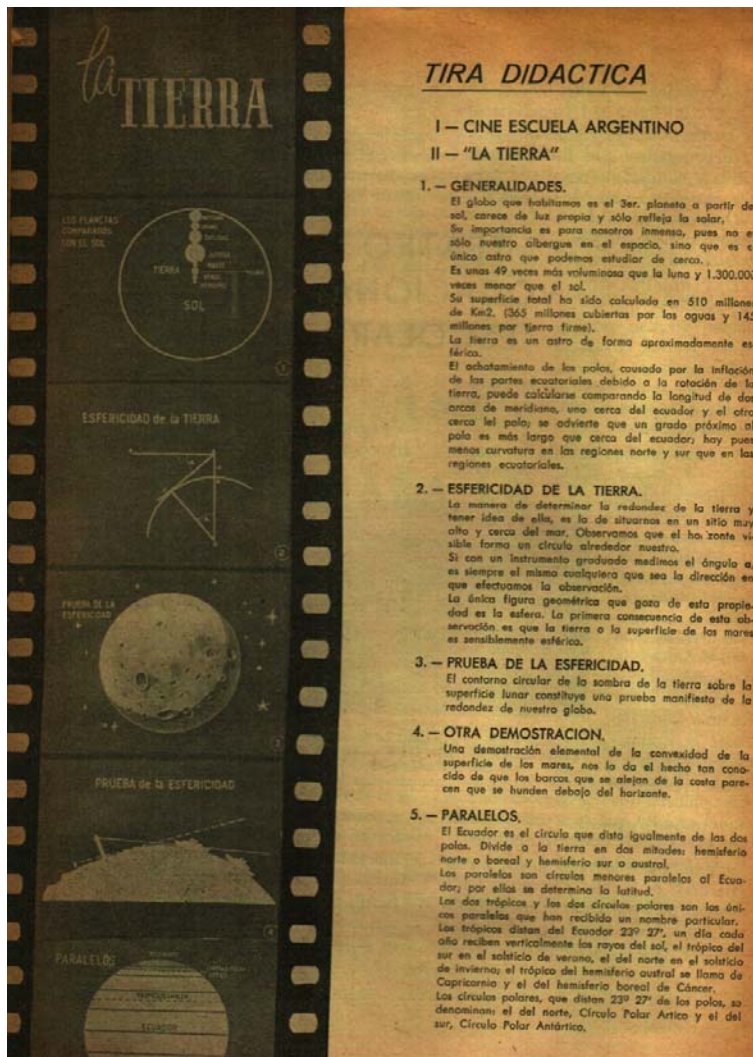 la
TIERRA
LOS PLANETAS
COMPARADOS
CON EL SOL
TIERRA
SOL
1
ESFERICIDAD de la TIERRA
2
PRUEBA DE LA
ESFERICIDAD
3
PRUEBA de la ESFERICIDAD
4
PARALELOS
ECUADOR
TIRA DIDACTICA
I — CINE ESCUELA ARGENTINO
II — "LA TIERRA"
1. — GENERALIDADES.
El globo que habitamos es el 3er. planeta a partir de
sol, carece de luz propia y sólo refleja la solar.
Su importancia es para nosotros inmensa, pues no e
sólo nuestro albergue en el espacio, sino que es e
único astro que podemos estudiar de cerca.
Es unas 49 veces más voluminosa que la luna y 1.300.000
veces menor que el sol.
Su superficie total ha sido calculada en 510 millone
de Km2. (365 millones cubiertas por las aguas y 145
millones por tierra firme).
La tierra es un astro de forma aproximadamente es
férica.
El achatamiento de los polos, causado por la inflación
de las partes ecuatoriales debido a la rotación de la
tierra, puede calcularse comparando la longitud de dos
arcos de meridiano, uno cerca del ecuador y el otro
cerca lel polo; se advierte que un grado próximo al
polo es más largo que cerca del ecuador; hay pues
menos curvatura en las regiones norte y sur que en las
regiones ecuatoriales.
2. — ESFERICIDAD DE LA TIERRA.
La manera de determinar la redondez de la tierra y
tener idea de ella, es la de situarnos en un sitio muy
alto y cerca del mar. Observamos que el horizonte vi-
sible forma un círculo alrededor nuestro.
Si con un instrumento graduado medimos el ángulo a,
es siempre el mismo cualquiera que sea la dirección en
que efectuamos la observación.
La única figura geométrica que goza de esta propie-
dad es la esfera. La primera consecuencia de esta ob-
servación es que la tierra o la superficie de los mares
es sensiblemente esférica.
3. — PRUEBA DE LA ESFERICIDAD.
El contorno circular de la sombra de la tierra sobre la
superficie lunar constituye una prueba manifiesta de la
redondez de nuestro globo.
4. — OTRA DEMOSTRACION.
Una demostración elemental de la convexidad de la
superficie de los mares, nos la da el hecho tan cono-
cido de que los barcos que se alejan de la costa pare-
cen que se hunden debajo del horizonte.
5. — PARALELOS.
El Ecuador es el círculo que dista igualmente de las dos
polos. Divide a la tierra en dos mitades: hemisferio
norte o boreal y hemisferio sur o austral.
Los paralelos son círculos menores paralelos al Ecua-
dor; por ellos se determina la latitud.
Los dos trópicos y los dos círculos polares son los úni-
cos paralelos que han recibido un nombre particular.
Los trópicos distan del Ecuador 23º 27', un día cada
año reciben verticalmente los rayos del sol, el trópico del
sur en el solsticio de verano, el del norte en el solsticio
de invierno; el trópico del hemisferio austral se llama de
Capricornio y el del hemisferio boreal de Cáncer.
Los círculos polares, que distan 23º 27' de los polos, se
denominan: el del norte, Círculo Polar Artico y el del
sur, Círculo Polar Antártico.